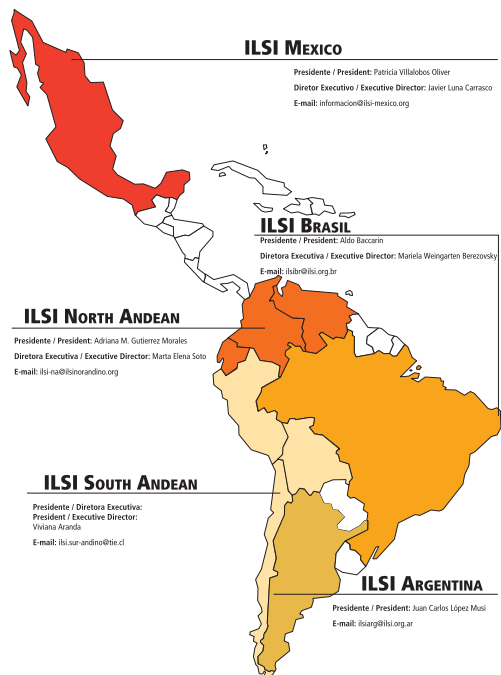 ILSI MEXICO
Presidente / President: Patricia Villalobos Oliver
Diretor Executivo / Executive Director: Javier Luna Carrasco
E-mail: informacion@ilsi-mexico.org
ILSI BRASIL
Presidente / President: Aldo Baccarin
Diretora Executiva / Executive Director: Mariela Weingarten Berezovsky
E-mail: ilsibr@ilsi.org.br
ILSI NORTH ANDEAN
Presidente / President: Adriana M. Gutierrez Morales
Diretora Executiva / Executive Director: Marta Elena Soto
E-mail: ilsi-na@ilsinorandino.org
ILSI SOUTH ANDEAN
Presidente / Diretora Executiva:
President / Executive Director:
Viviana Aranda
E-mail: ilsi.sur-andino@tie.cl
ILSI ARGENTINA
Presidente / President: Juan Carlos López Musi
E-mail: ilsiarg@ilsi.org.ar